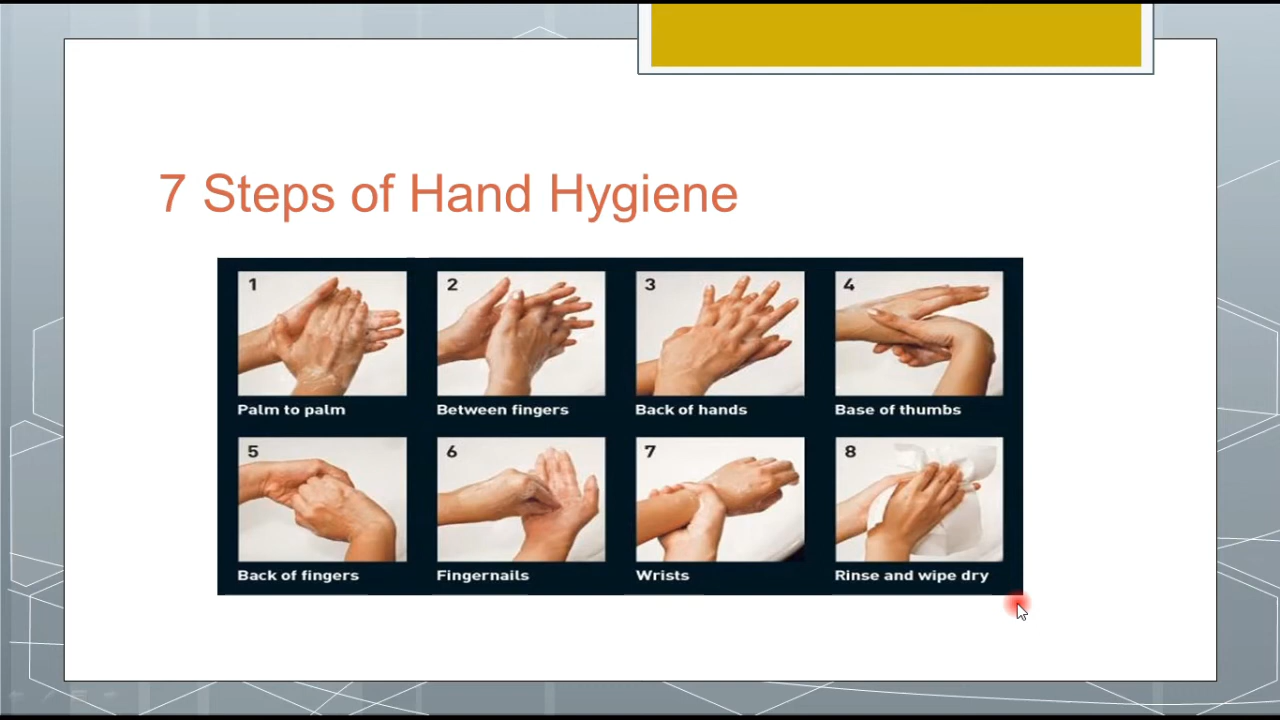 7 Steps of Hand Hygiene
1
2
3
4
Palm to palm
Between fingers
Back of hands
Base of thumbs
5
6
7
8
Back of fingers
Fingernails
Wrists
Rinse and wipe dry